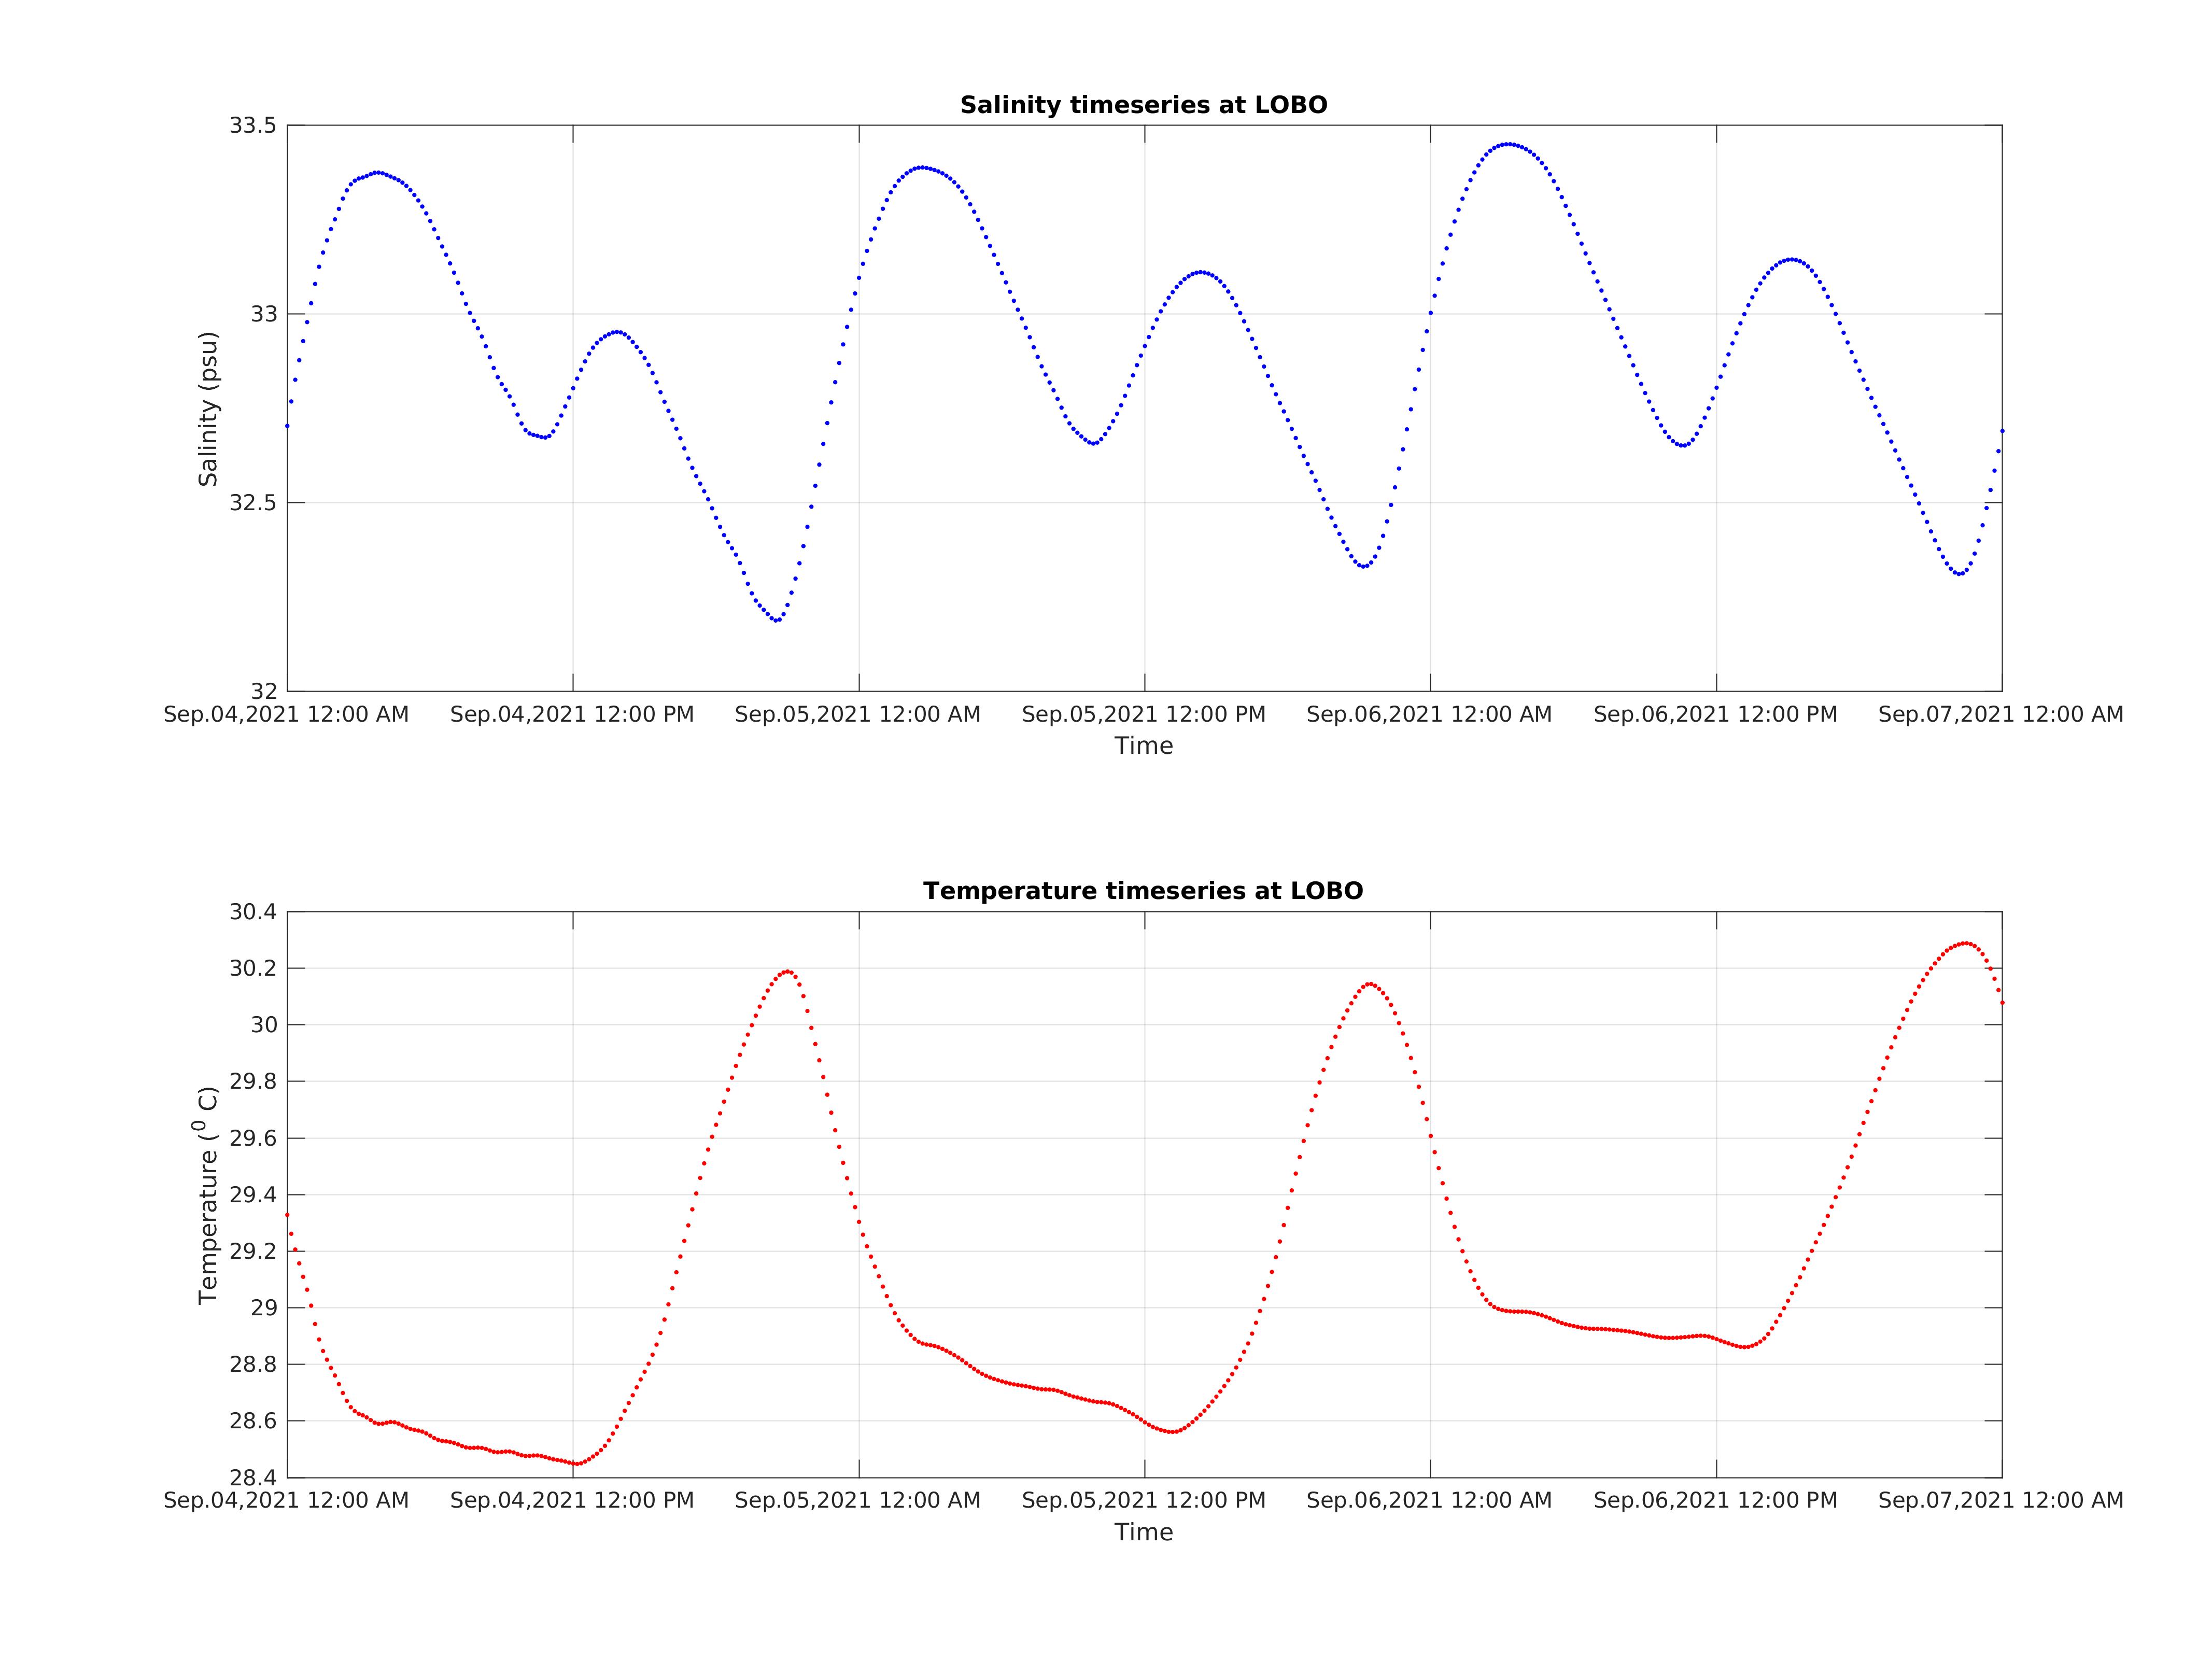 Salinity timeseries at LOBO
33.5
33
32.5
32
Salinity (psu)
Sep.04,2021 12:00 AM Sep.04,2021 12:00 PM Sep.05,2021 12:00 AM Sep.05,2021 12:00 PM Sep.06,2021 12:00 AM Sep.06,2021 12:00 PM Sep.07,2021 12:00 AM
Time
Temperature timeseries at LOBO
30.4
30.2
30
29.8
29.6
29.4
29.2
29
28.8
28.6
28.4
Temperature (⁰ C)
Sep.04,2021 12:00 AM Sep.04,2021 12:00 PM Sep.05,2021 12:00 AM Sep.05,2021 12:00 PM Sep.06,2021 12:00 AM Sep.06,2021 12:00 PM Sep.07,2021 12:00 AM
Time